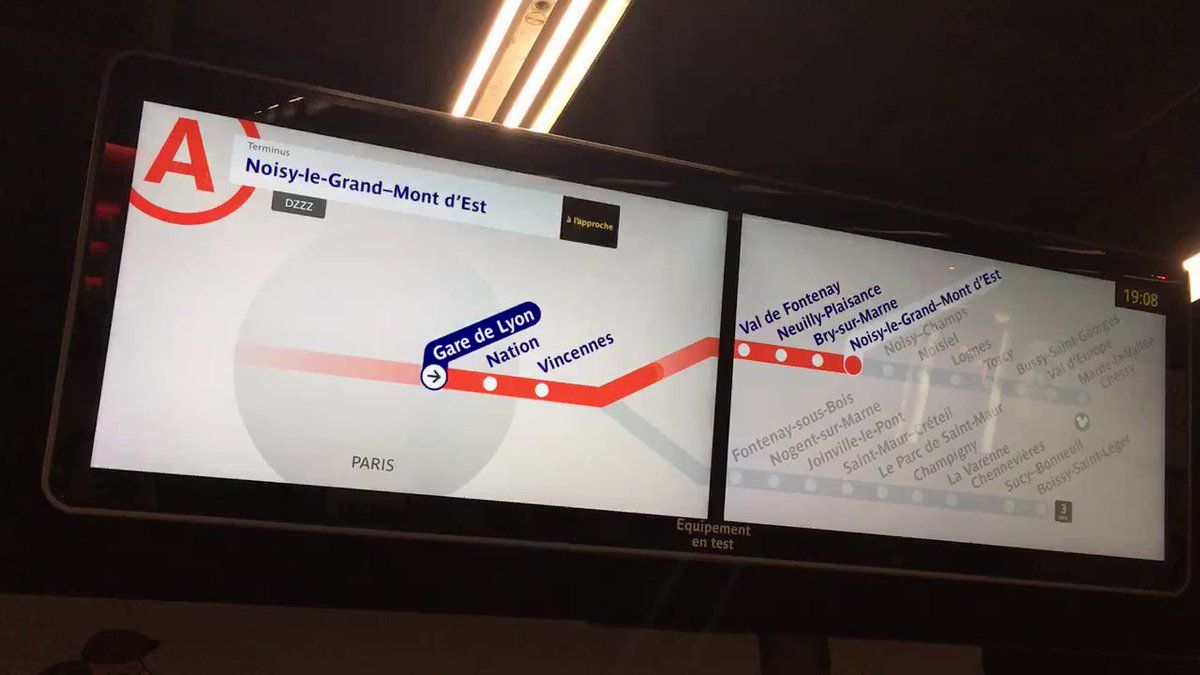 A
Terminus
Noisy-le-Grand–Mont d'Est
DZZZ
à l'approche
Gare de Lyon
Nation
Vincennes
PARIS
19:08
Val de Fontenay
Neuilly-Plaisance
Bry-sur-Marne
Noisy-le-Grand–Mont d'Est
Noisy–Champs
Noisiel
Lognes
Torcy
Bussy-Saint-Georges
Val d'Europe
Marne-la-Vallée
Chessy
Fontenay-sous-Bois
Nogent-sur-Marne
Joinville-le-Pont
Saint-Maur–Créteil
Le Parc de Saint-Maur
Champigny
La Varenne
Chennevières
Sucy–Bonneuil
Boissy-Saint-Léger
3
Equipement
en test